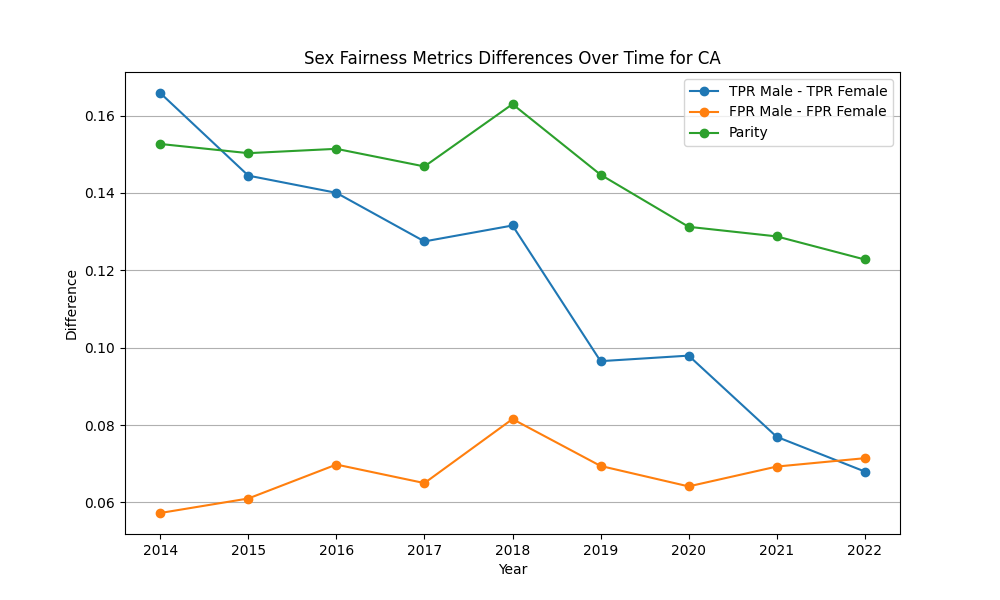 Sex Fairness Metrics Differences Over Time for CA
TPR Male - TPR Female
FPR Male - FPR Female
Parity
0.16
0.14
0.12
0.10
0.08
0.06
Difference
2014 2015 2016 2017 2018 2019 2020 2021 2022
Year